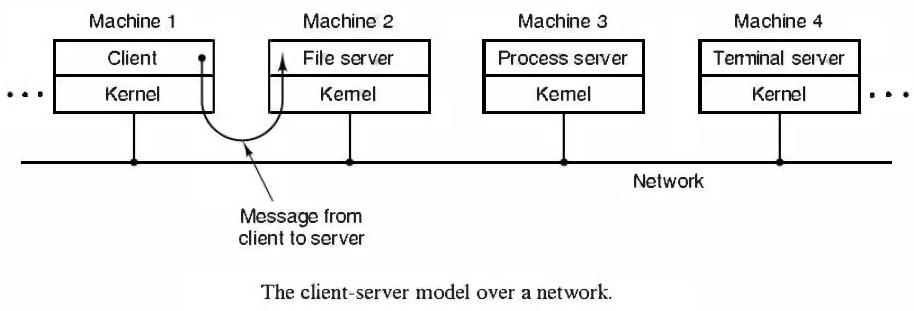 Machine 1 Machine 2 Machine 3 Machine 4
Client File server Process server Terminal server
... Kernel Kernel Kernel Kernel ...
Network
Message from
client to server
The client-server model over a network.